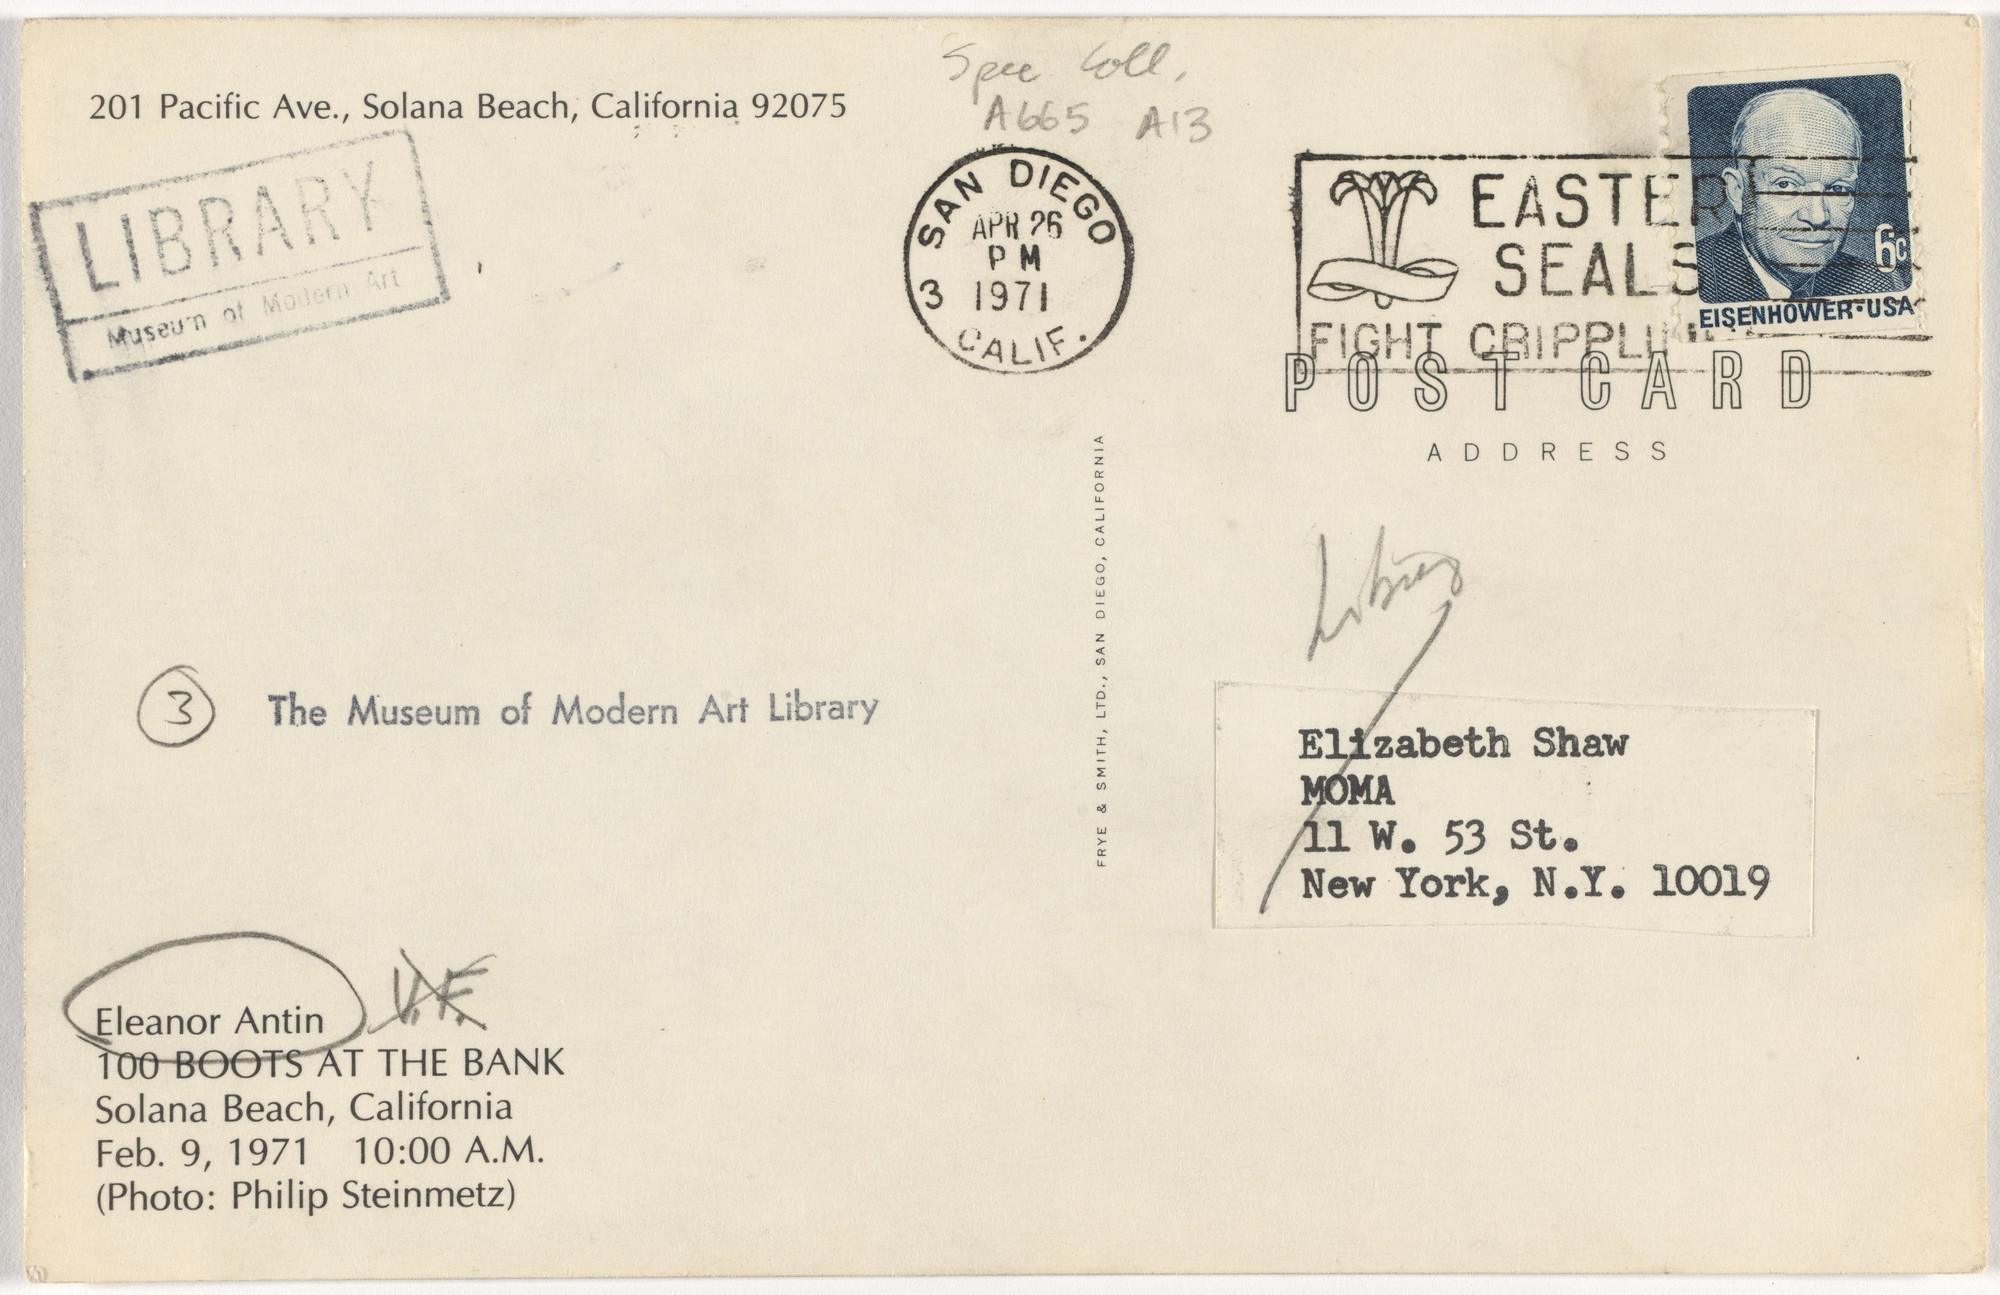 Spec Coll.
A665 A13
201 Pacific Ave., Solana Beach, California 92075
LIBRARY
Museum of Modern Art
SAN DIEGO
APR 26
PM
3 1971
CALIF.
EASTER
SEALS
FIGHT CRIPPLIN
6c
EISENHOWER·USA
POST CARD
ADDRESS
FRYE & SMITH, LTD., SAN DIEGO, CALIFORNIA
3
The Museum of Modern Art Library
Elizabeth Shaw
MOMA
11 W. 53 St.
New York, N.Y. 10019
V.F.
Eleanor Antin
100 BOOTS AT THE BANK
Solana Beach, California
Feb. 9, 1971 10:00 A.M.
(Photo: Philip Steinmetz)